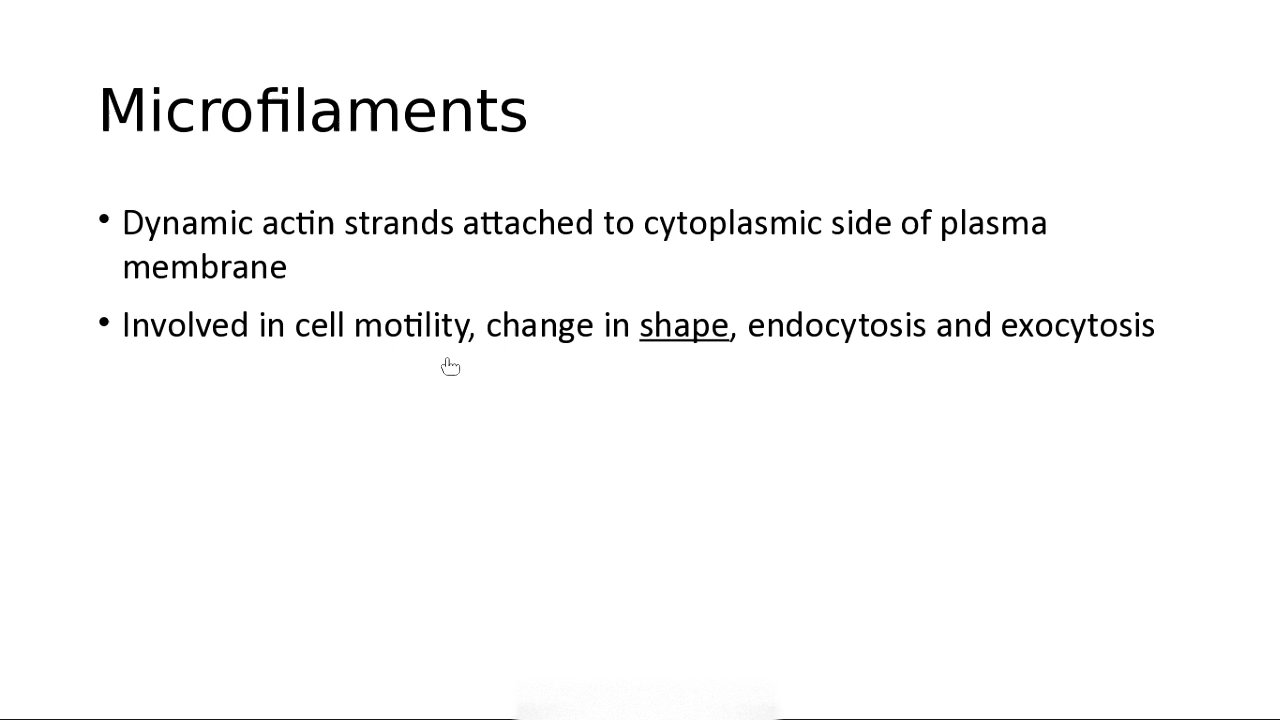 Microfilaments
• Dynamic actin strands attached to cytoplasmic side of plasma
membrane
• Involved in cell motility, change in shape, endocytosis and exocytosis